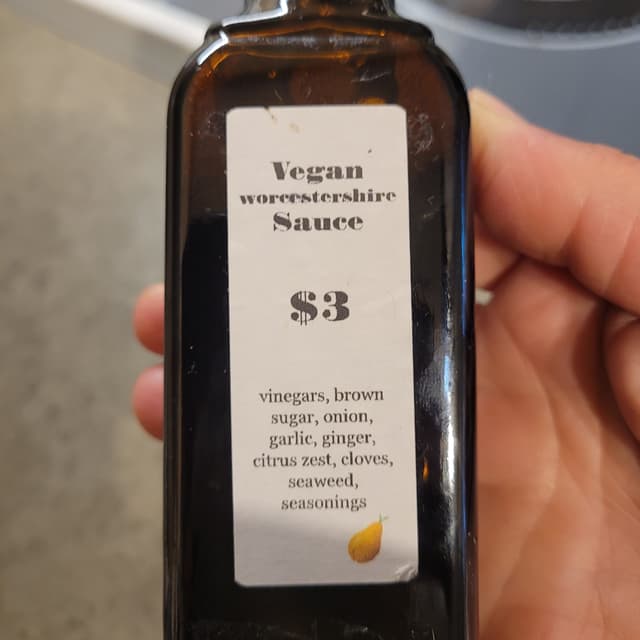 Vegan
worcestershire
Sauce
$3
vinegars, brown
sugar, onion,
garlic, ginger,
citrus zest, cloves,
seaweed,
seasonings